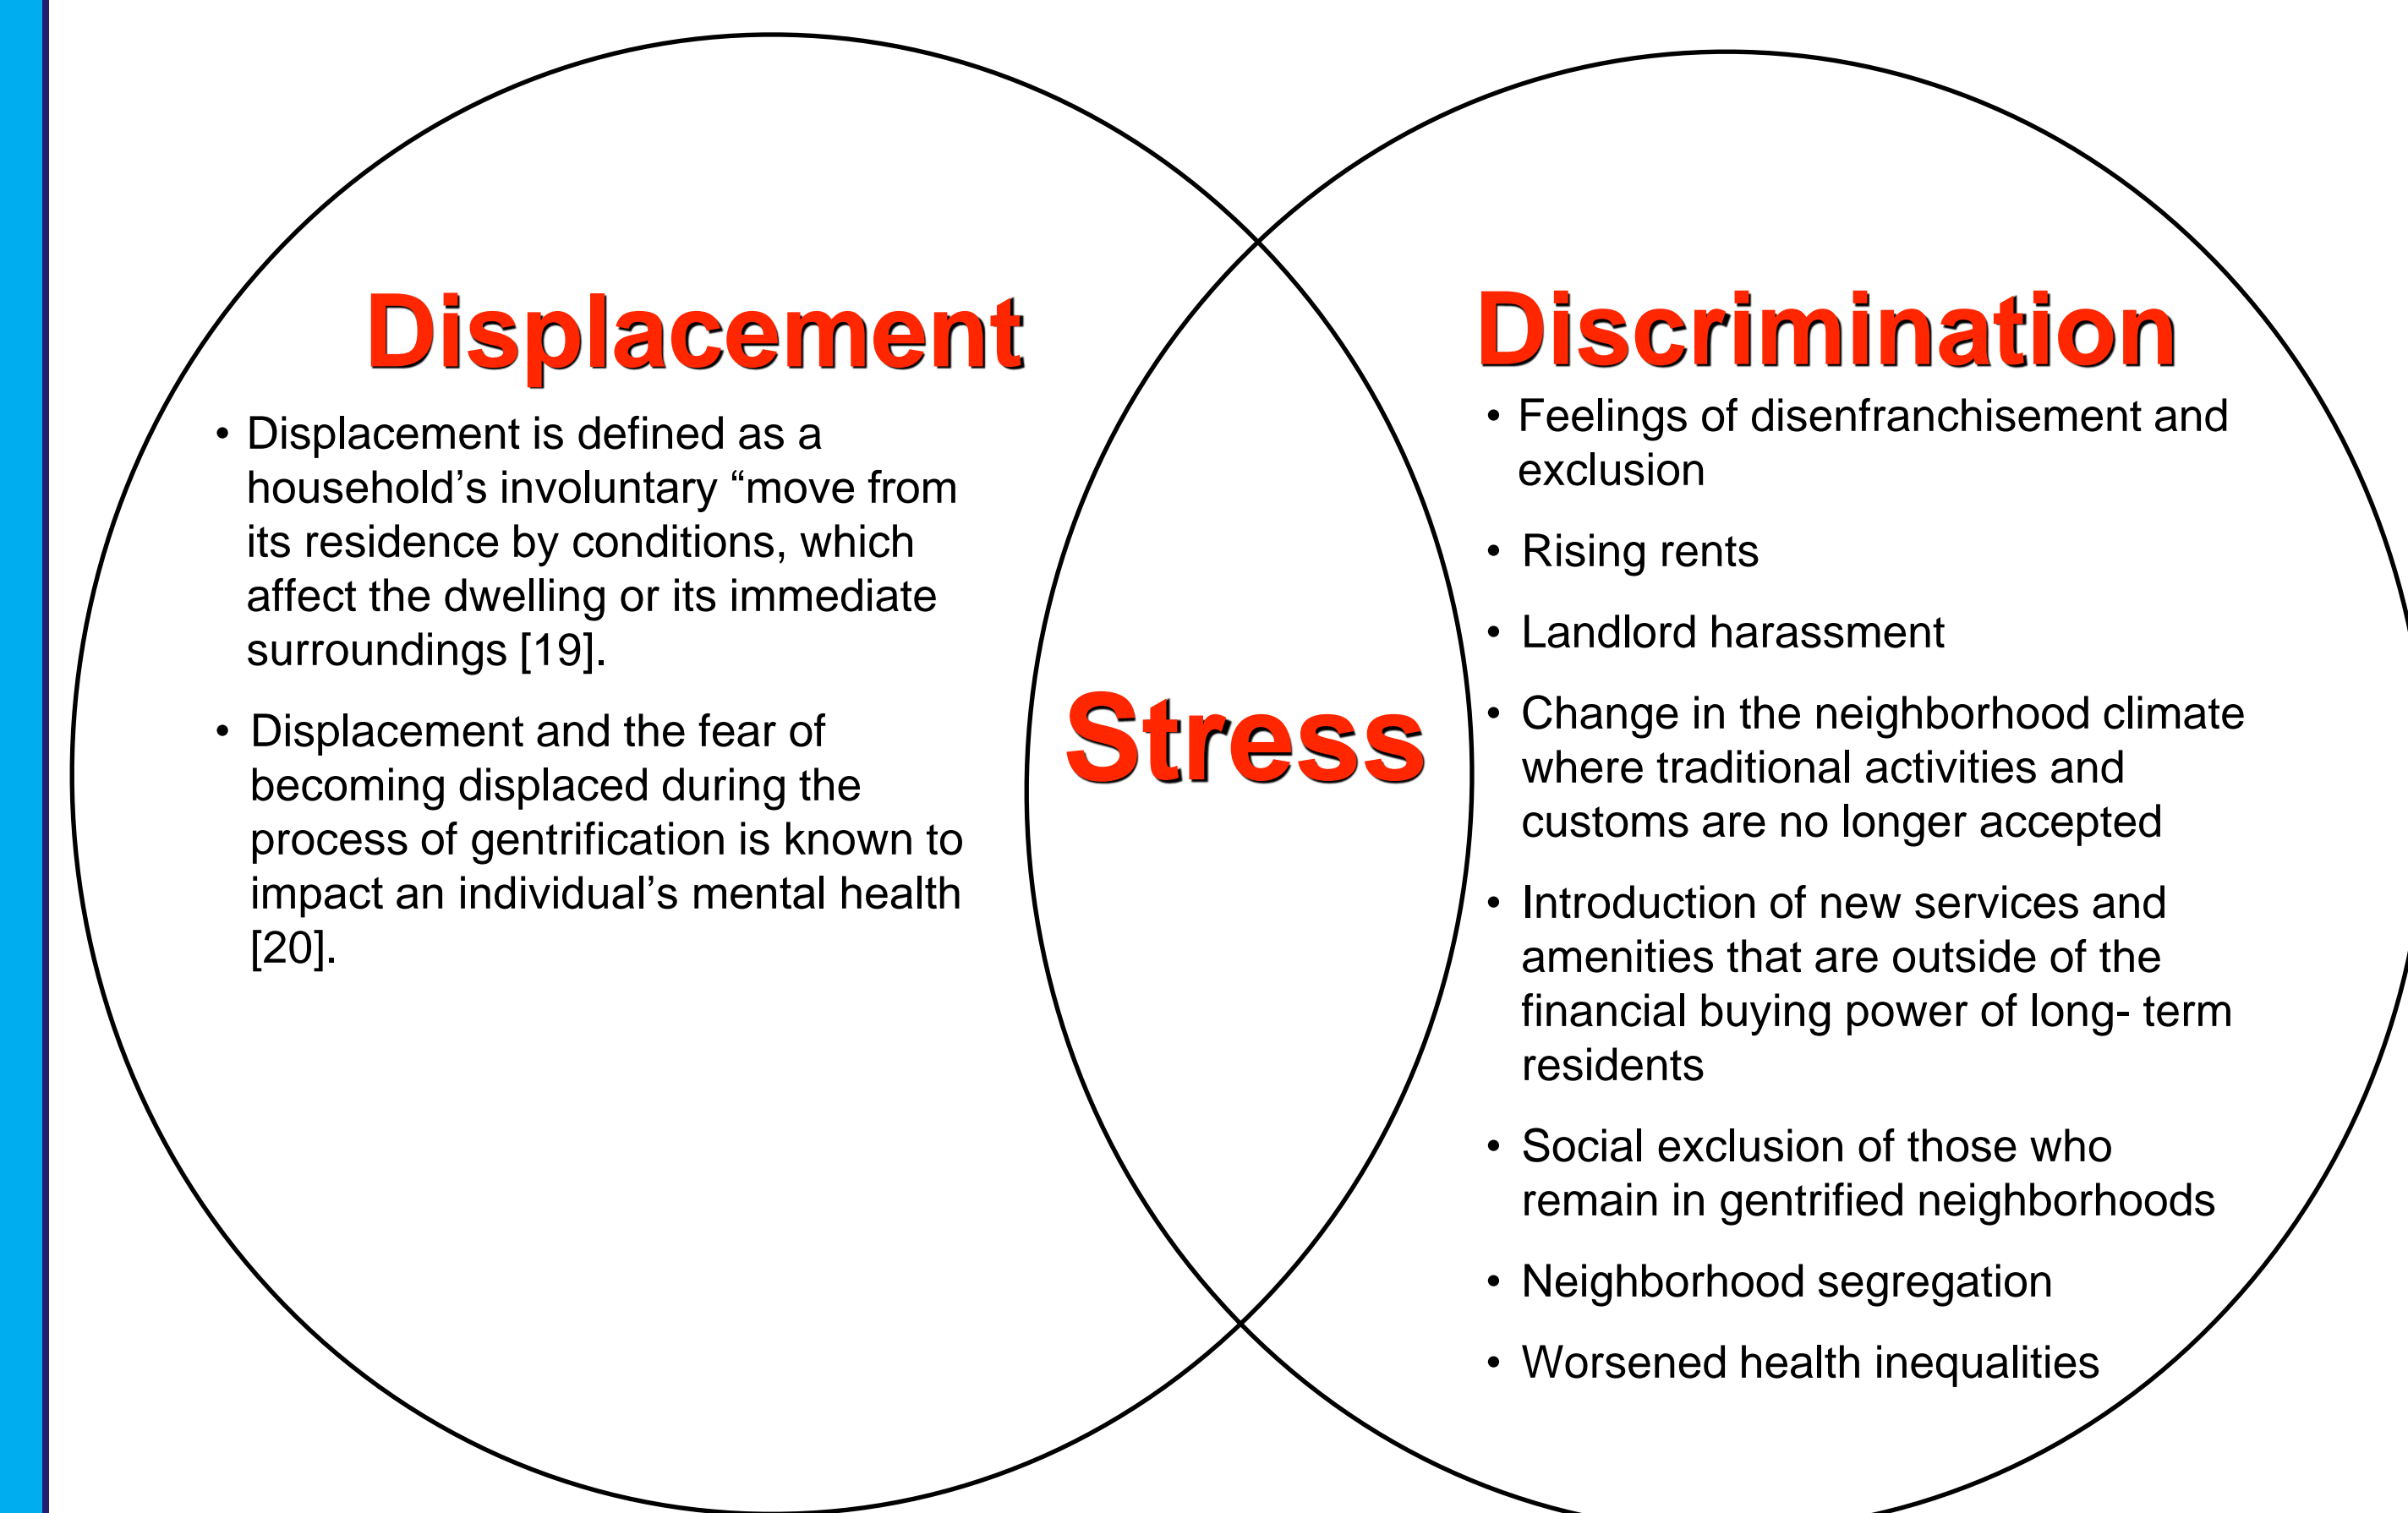 Displacement
• Displacement is defined as a
household’s involuntary “move from
its residence by conditions, which
affect the dwelling or its immediate
surroundings [19].
• Displacement and the fear of
becoming displaced during the
process of gentrification is known to
impact an individual’s mental health
[20].
Stress
Discrimination
• Feelings of disenfranchisement and
exclusion
• Rising rents
• Landlord harassment
• Change in the neighborhood climate
where traditional activities and
customs are no longer accepted
• Introduction of new services and
amenities that are outside of the
financial buying power of long- term
residents
• Social exclusion of those who
remain in gentrified neighborhoods
• Neighborhood segregation
• Worsened health inequalities